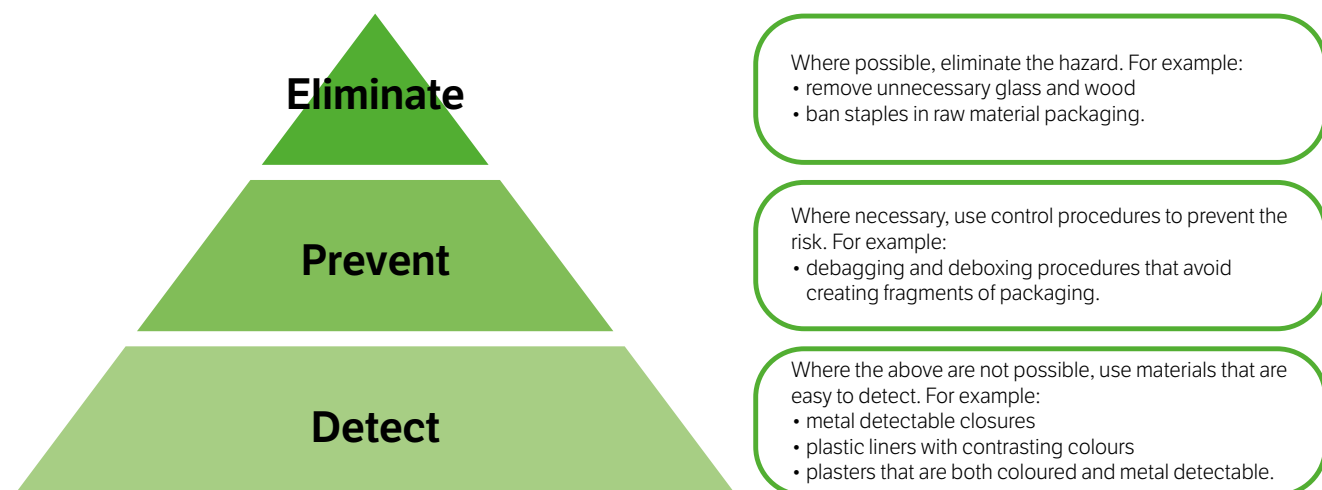 Eliminate
Where possible, eliminate the hazard. For example:
• remove unnecessary glass and wood
• ban staples in raw material packaging.
Prevent
Where necessary, use control procedures to prevent the
risk. For example:
• debagging and deboxing procedures that avoid
creating fragments of packaging.
Detect
Where the above are not possible, use materials that are
easy to detect. For example:
• metal detectable closures
• plastic liners with contrasting colours
• plasters that are both coloured and metal detectable.